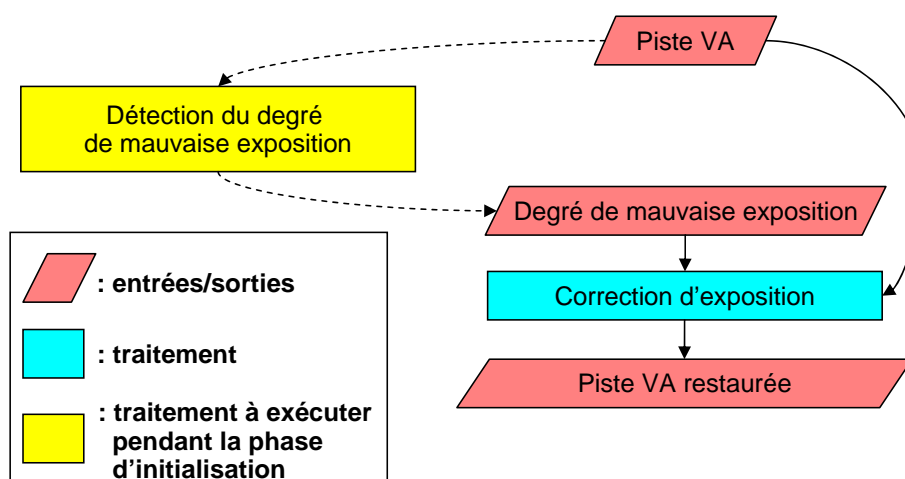 Piste VA
Détection du degré
de mauvaise exposition
Degré de mauvaise exposition
Correction d'exposition
Piste VA restaurée
: entrées/sorties
: traitement
: traitement à exécuter
pendant la phase
d'initialisation